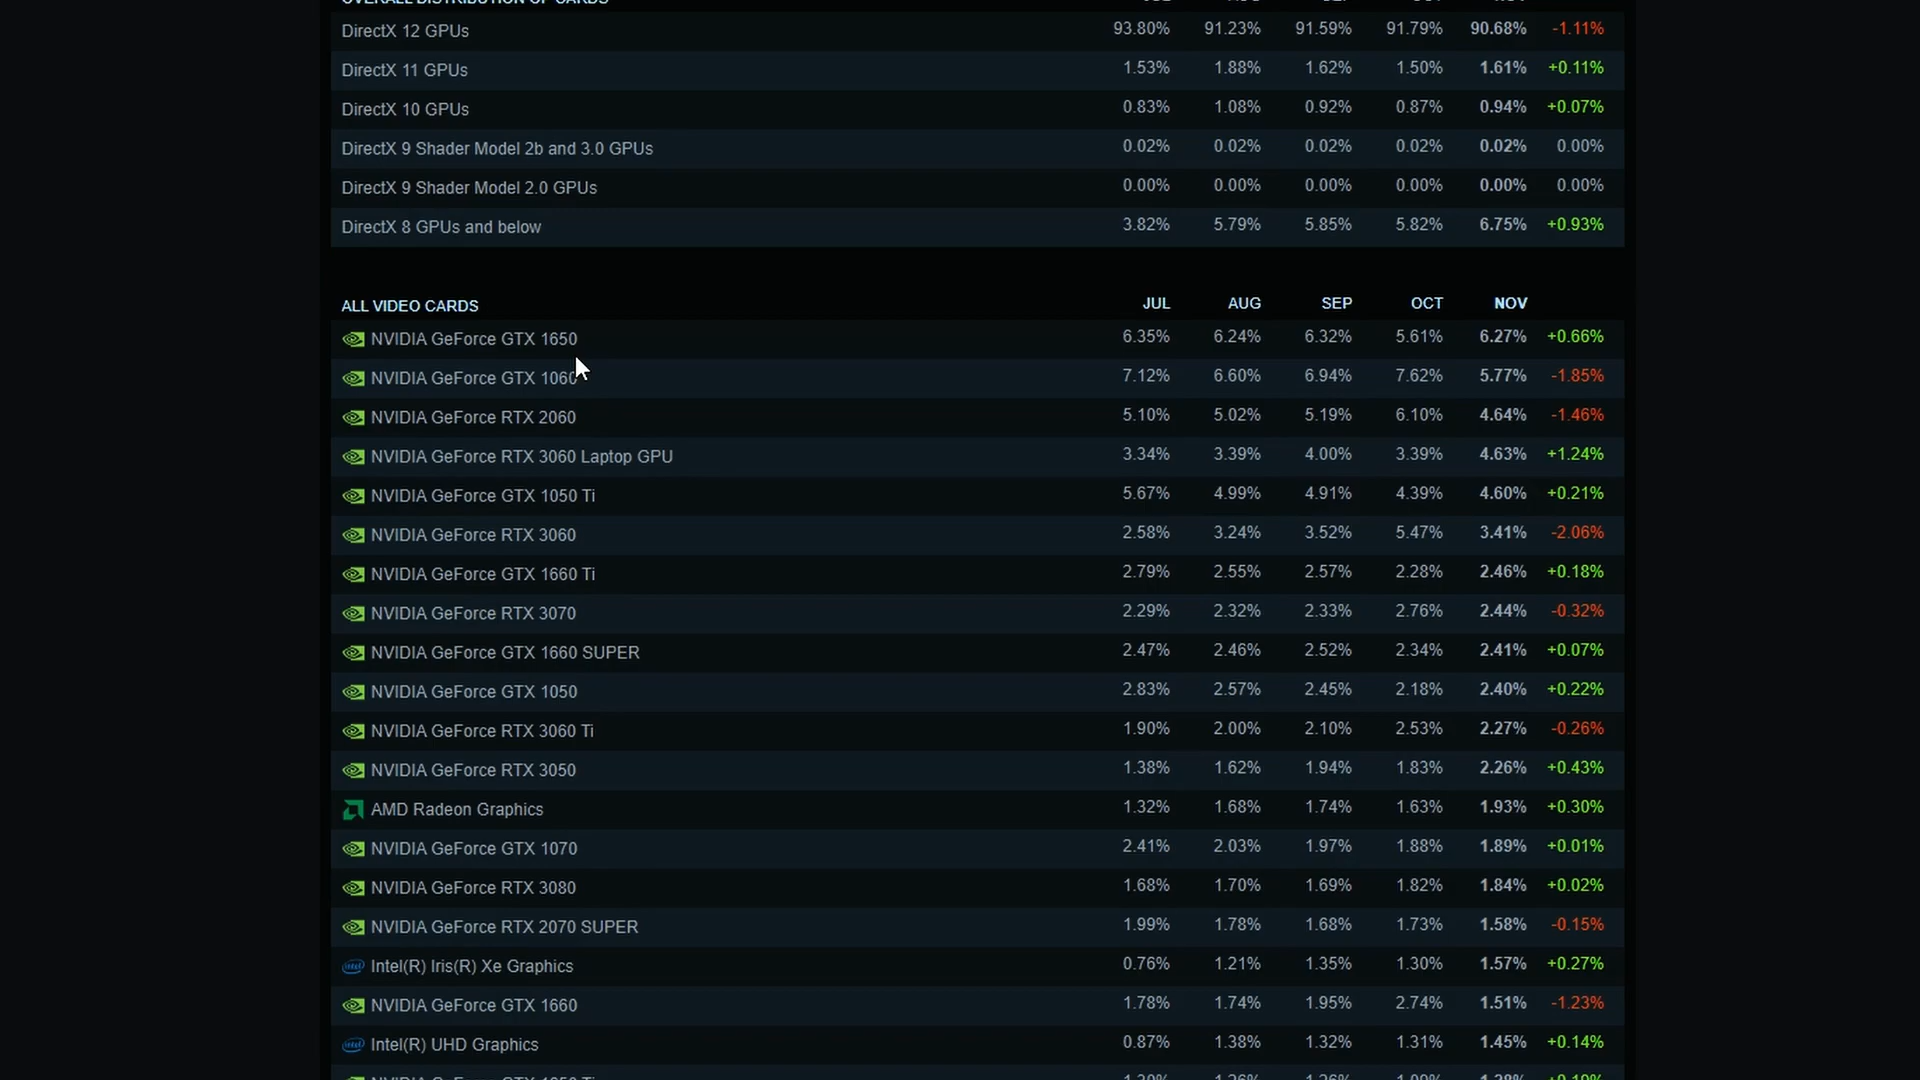 OVERALL DISTRIBUTION OF CARDS JUL AUG SEP OCT NOV
DirectX 12 GPUs 93.80% 91.23% 91.59% 91.79% 90.68% -1.11%
DirectX 11 GPUs 1.53% 1.88% 1.62% 1.50% 1.61% +0.11%
DirectX 10 GPUs 0.83% 1.08% 0.92% 0.87% 0.94% +0.07%
DirectX 9 Shader Model 2b and 3.0 GPUs 0.02% 0.02% 0.02% 0.02% 0.02% 0.00%
DirectX 9 Shader Model 2.0 GPUs 0.00% 0.00% 0.00% 0.00% 0.00% 0.00%
DirectX 8 GPUs and below 3.82% 5.79% 5.85% 5.82% 6.75% +0.93%
ALL VIDEO CARDS JUL AUG SEP OCT NOV
NVIDIA GeForce GTX 1650 6.35% 6.24% 6.32% 5.61% 6.27% +0.66%
NVIDIA GeForce GTX 1060 7.12% 6.60% 6.94% 7.62% 5.77% -1.85%
NVIDIA GeForce RTX 2060 5.10% 5.02% 5.19% 6.10% 4.64% -1.46%
NVIDIA GeForce RTX 3060 Laptop GPU 3.34% 3.39% 4.00% 3.39% 4.63% +1.24%
NVIDIA GeForce GTX 1050 Ti 5.67% 4.99% 4.91% 4.39% 4.60% +0.21%
NVIDIA GeForce RTX 3060 2.58% 3.24% 3.52% 5.47% 3.41% -2.06%
NVIDIA GeForce GTX 1660 Ti 2.79% 2.55% 2.57% 2.28% 2.46% +0.18%
NVIDIA GeForce RTX 3070 2.29% 2.32% 2.33% 2.76% 2.44% -0.32%
NVIDIA GeForce GTX 1660 SUPER 2.47% 2.46% 2.52% 2.34% 2.41% +0.07%
NVIDIA GeForce GTX 1050 2.83% 2.57% 2.45% 2.18% 2.40% +0.22%
NVIDIA GeForce RTX 3060 Ti 1.90% 2.00% 2.10% 2.53% 2.27% -0.26%
NVIDIA GeForce RTX 3050 1.38% 1.62% 1.94% 1.83% 2.26% +0.43%
AMD Radeon Graphics 1.32% 1.68% 1.74% 1.63% 1.93% +0.30%
NVIDIA GeForce GTX 1070 2.41% 2.03% 1.97% 1.88% 1.89% +0.01%
NVIDIA GeForce RTX 3080 1.68% 1.70% 1.69% 1.82% 1.84% +0.02%
NVIDIA GeForce RTX 2070 SUPER 1.99% 1.78% 1.68% 1.73% 1.58% -0.15%
Intel(R) Iris(R) Xe Graphics 0.76% 1.21% 1.35% 1.30% 1.57% +0.27%
NVIDIA GeForce GTX 1660 1.78% 1.74% 1.95% 2.74% 1.51% -1.23%
Intel(R) UHD Graphics 0.87% 1.38% 1.32% 1.31% 1.45% +0.14%